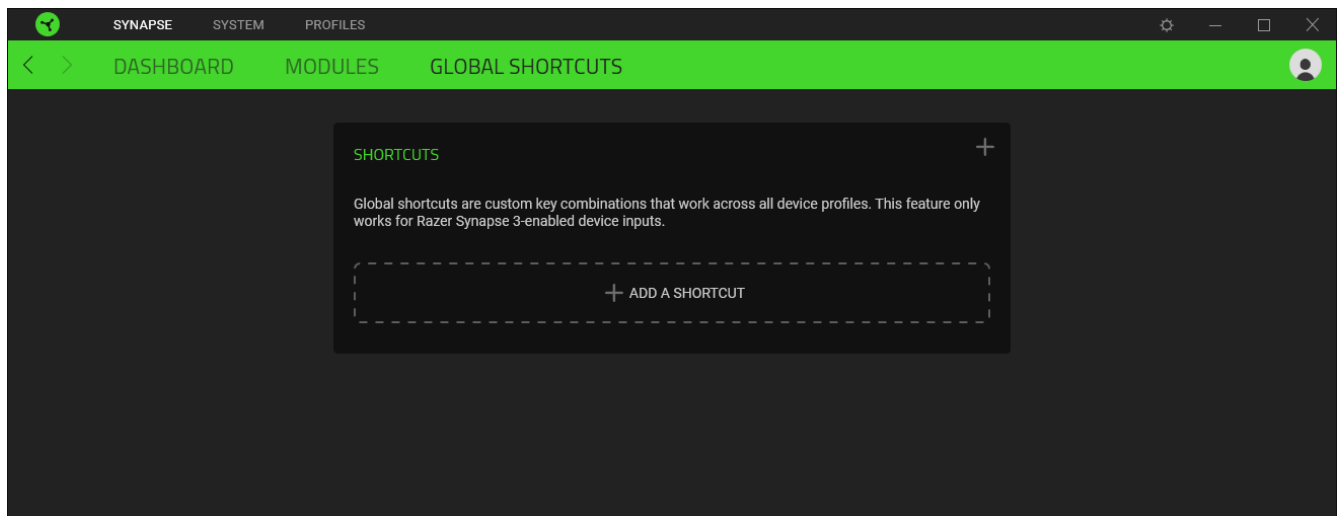 SYNAPSE SYSTEM PROFILES
DASHBOARD MODULES GLOBAL SHORTCUTS
SHORTCUTS
Global shortcuts are custom key combinations that work across all device profiles. This feature only
works for Razer Synapse 3-enabled device inputs.
ADD A SHORTCUT